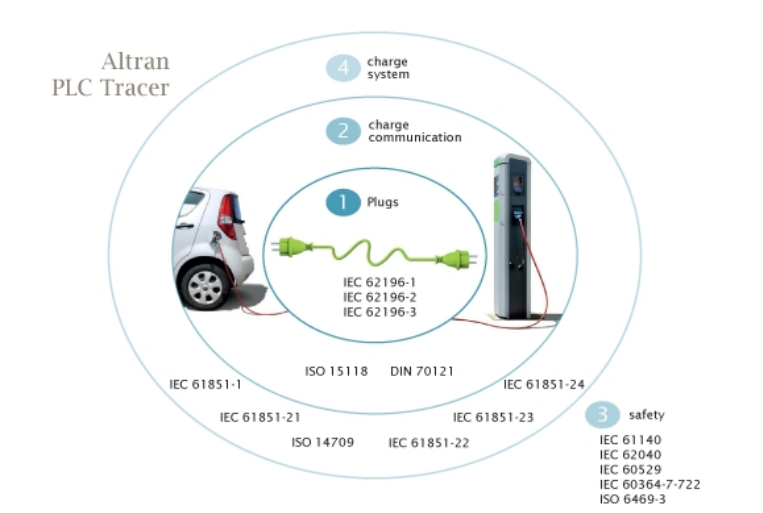 Altran
PLC Tracer
4
charge
system
2
charge
communication
1
Plugs
IEC 62196-1
IEC 62196-2
IEC 62196-3
ISO 15118
DIN 70121
IEC 61851-1
IEC 61851-24
IEC 61851-21
IEC 61851-23
ISO 14709
IEC 61851-22
3
safety
IEC 61140
IEC 62040
IEC 60529
IEC 60364-7-722
ISO 6469-3